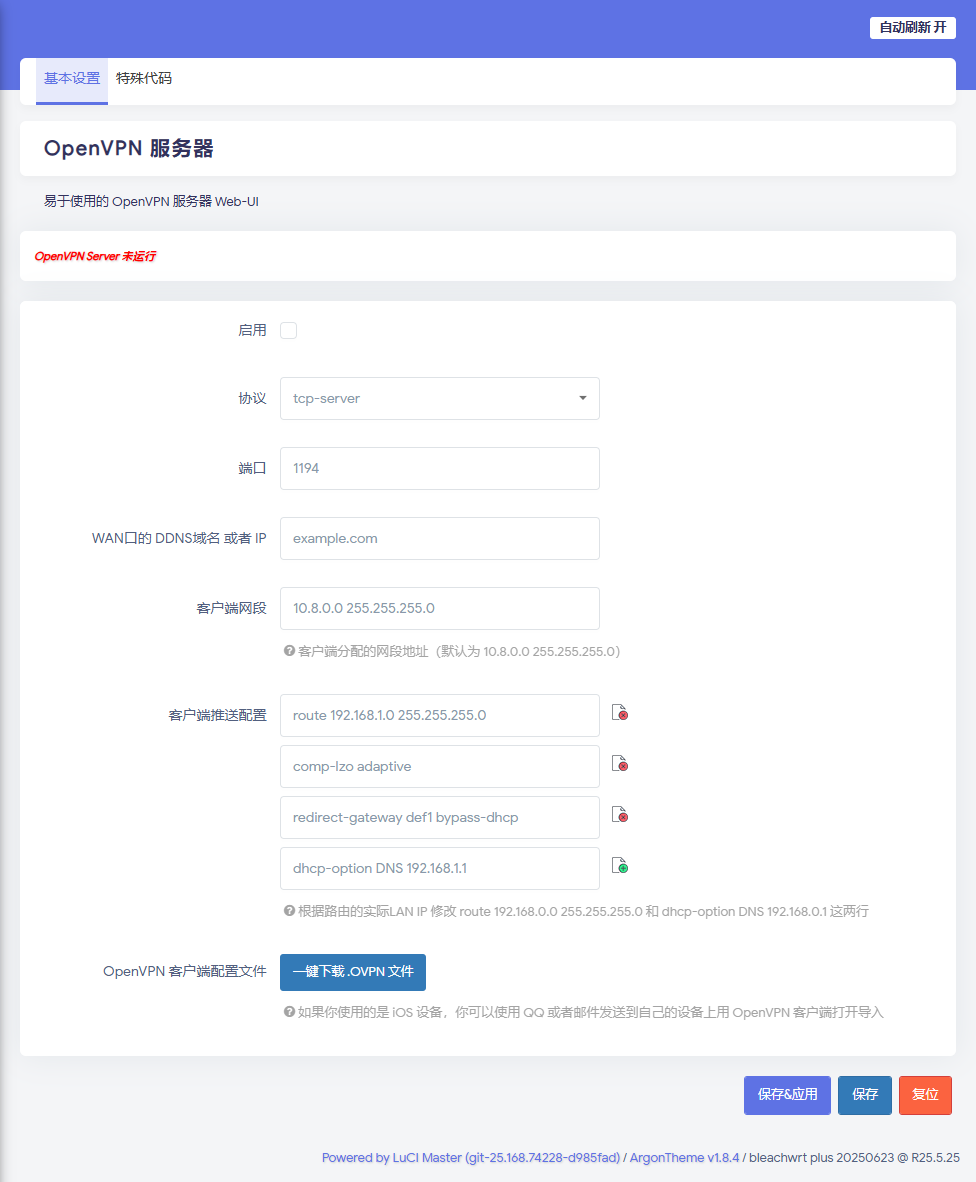 自动刷新 开
基本设置 特殊代码
OpenVPN 服务器
易于使用的 OpenVPN 服务器 Web-UI
OpenVPN Server 未运行
启用
协议 tcp-server
端口 1194
WAN口的 DDNS域名 或者 IP example.com
客户端网段 10.8.0.0 255.255.255.0
客户端分配的网段地址（默认为 10.8.0.0 255.255.255.0）
客户端推送配置 route 192.168.1.0 255.255.255.0
comp-lzo adaptive
redirect-gateway def1 bypass-dhcp
dhcp-option DNS 192.168.1.1
根据路由的实际LAN IP 修改 route 192.168.0.0 255.255.255.0 和 dhcp-option DNS 192.168.0.1 这两行
OpenVPN 客户端配置文件 一键下载 .OVPN 文件
如果你使用的是 iOS 设备，你可以使用 QQ 或者邮件发送到自己的设备上用 OpenVPN 客户端打开导入
保存&应用 保存 复位
Powered by LuCI Master (git-25.168.74228-d985fad) / ArgonTheme v1.8.4 / bleachwrt plus 20250623 @ R25.5.25